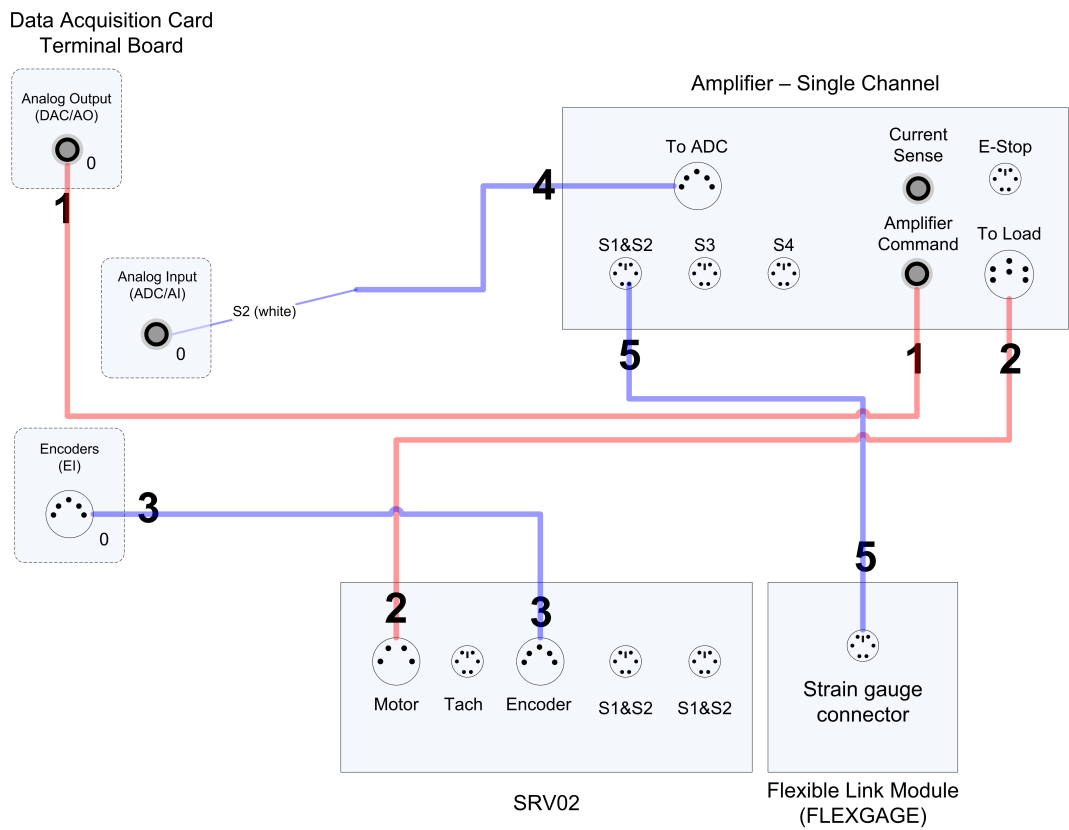 Data Acquisition Card
Terminal Board
Analog Output
(DAC/AO)
0
1
Analog Input
(ADC/AI)
S2 (white)
0
Encoders
(EI)
0
3
4
Amplifier – Single Channel
To ADC
Current
Sense
E-Stop
S1&S2
S3
S4
Amplifier
Command
To Load
5
1
2
5
2
3
Motor
Tach
Encoder
S1&S2
S1&S2
SRV02
Strain gauge
connector
Flexible Link Module
(FLEXGAGE)